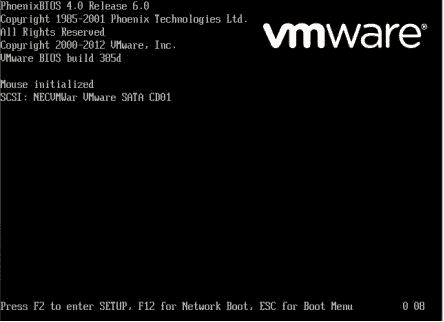 PhoenixBIOS 4.0 Release 6.0
Copyright 1985-2001 Phoenix Technologies Ltd.
All Rights Reserved
Copyright 2000-2012 VMware, Inc.
VMware BIOS build 385d
vmware®
Mouse initialized
SCSI: NECVMWar VMware SATA CD01
Press F2 to enter SETUP, F12 for Network Boot, ESC for Boot Menu 0 08